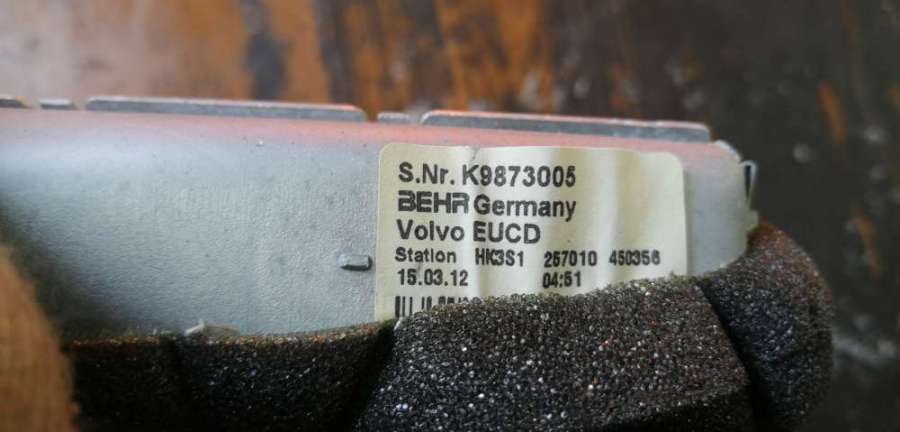 S.Nr. K9873005
BEHR Germany
Volvo EUCD
Station HK3S1 257010 450356
15.03.12 04:51